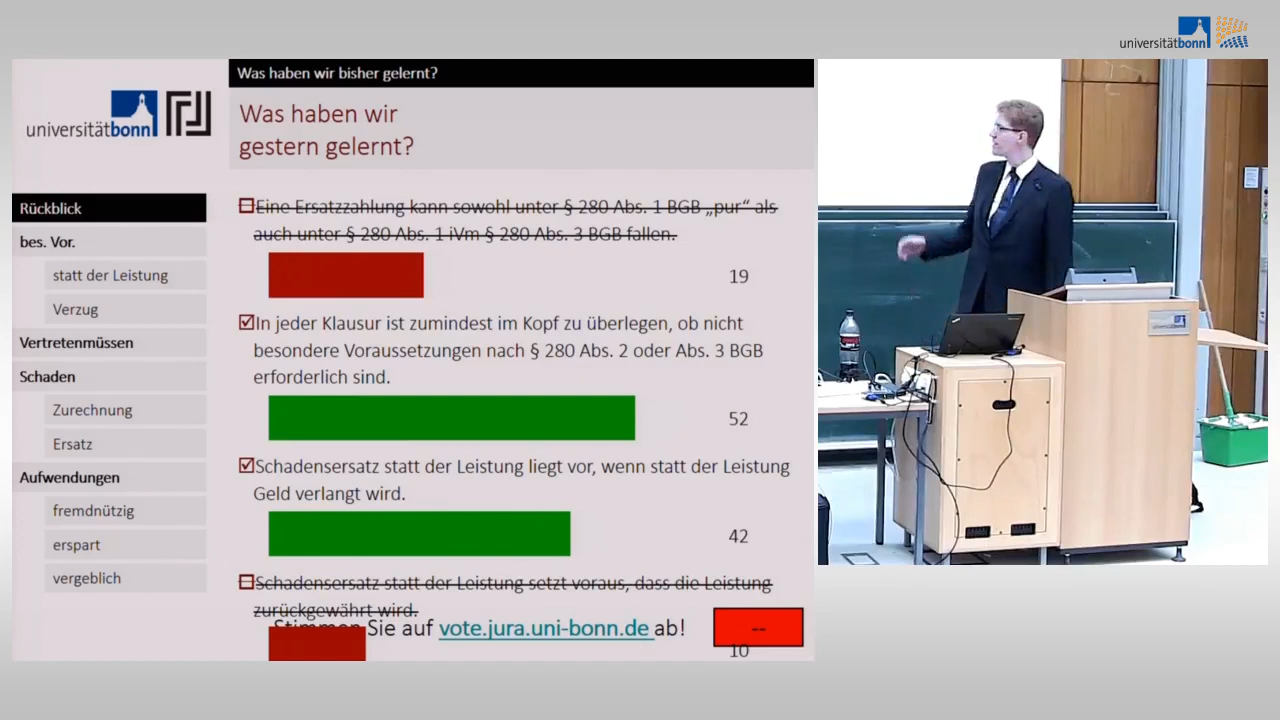 universitätbonn
Was haben wir bisher gelernt?
universitätbonn
Was haben wir
gestern gelernt?
Rückblick
bes. Vor.
statt der Leistung
Verzug
Vertretenmüssen
Schaden
Zurechnung
Ersatz
Aufwendungen
fremdnützig
erspart
vergeblich
Eine Ersatzzahlung kann sowohl unter § 280 Abs. 1 BGB „pur“ als
auch unter § 280 Abs. 1 iVm § 280 Abs. 3 BGB fallen.
19
In jeder Klausur ist zumindest im Kopf zu überlegen, ob nicht
besondere Voraussetzungen nach § 280 Abs. 2 oder Abs. 3 BGB
erforderlich sind.
52
Schadensersatz statt der Leistung liegt vor, wenn statt der Leistung
Geld verlangt wird.
42
Schadensersatz statt der Leistung setzt voraus, dass die Leistung
zurückgewährt wird.
Stimmen Sie auf vote.jura.uni-bonn.de ab!
--
10